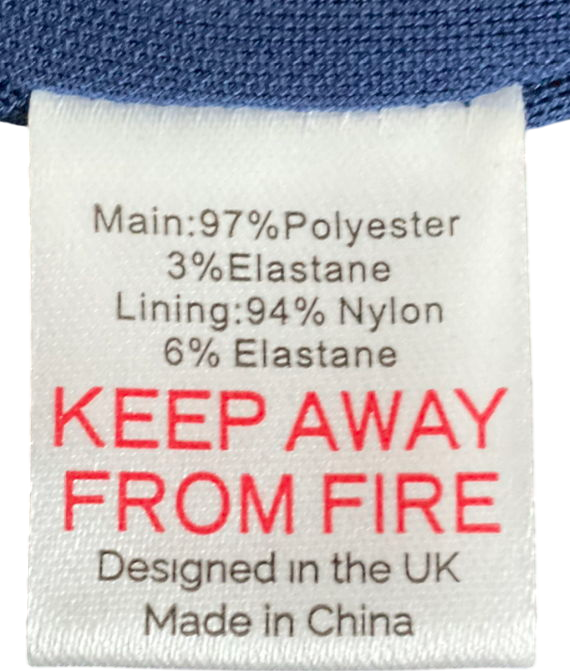 Main:97%Polyester
3%Elastane
Lining:94% Nylon
6% Elastane
KEEP AWAY
FROM FIRE
Designed in the UK
Made in China